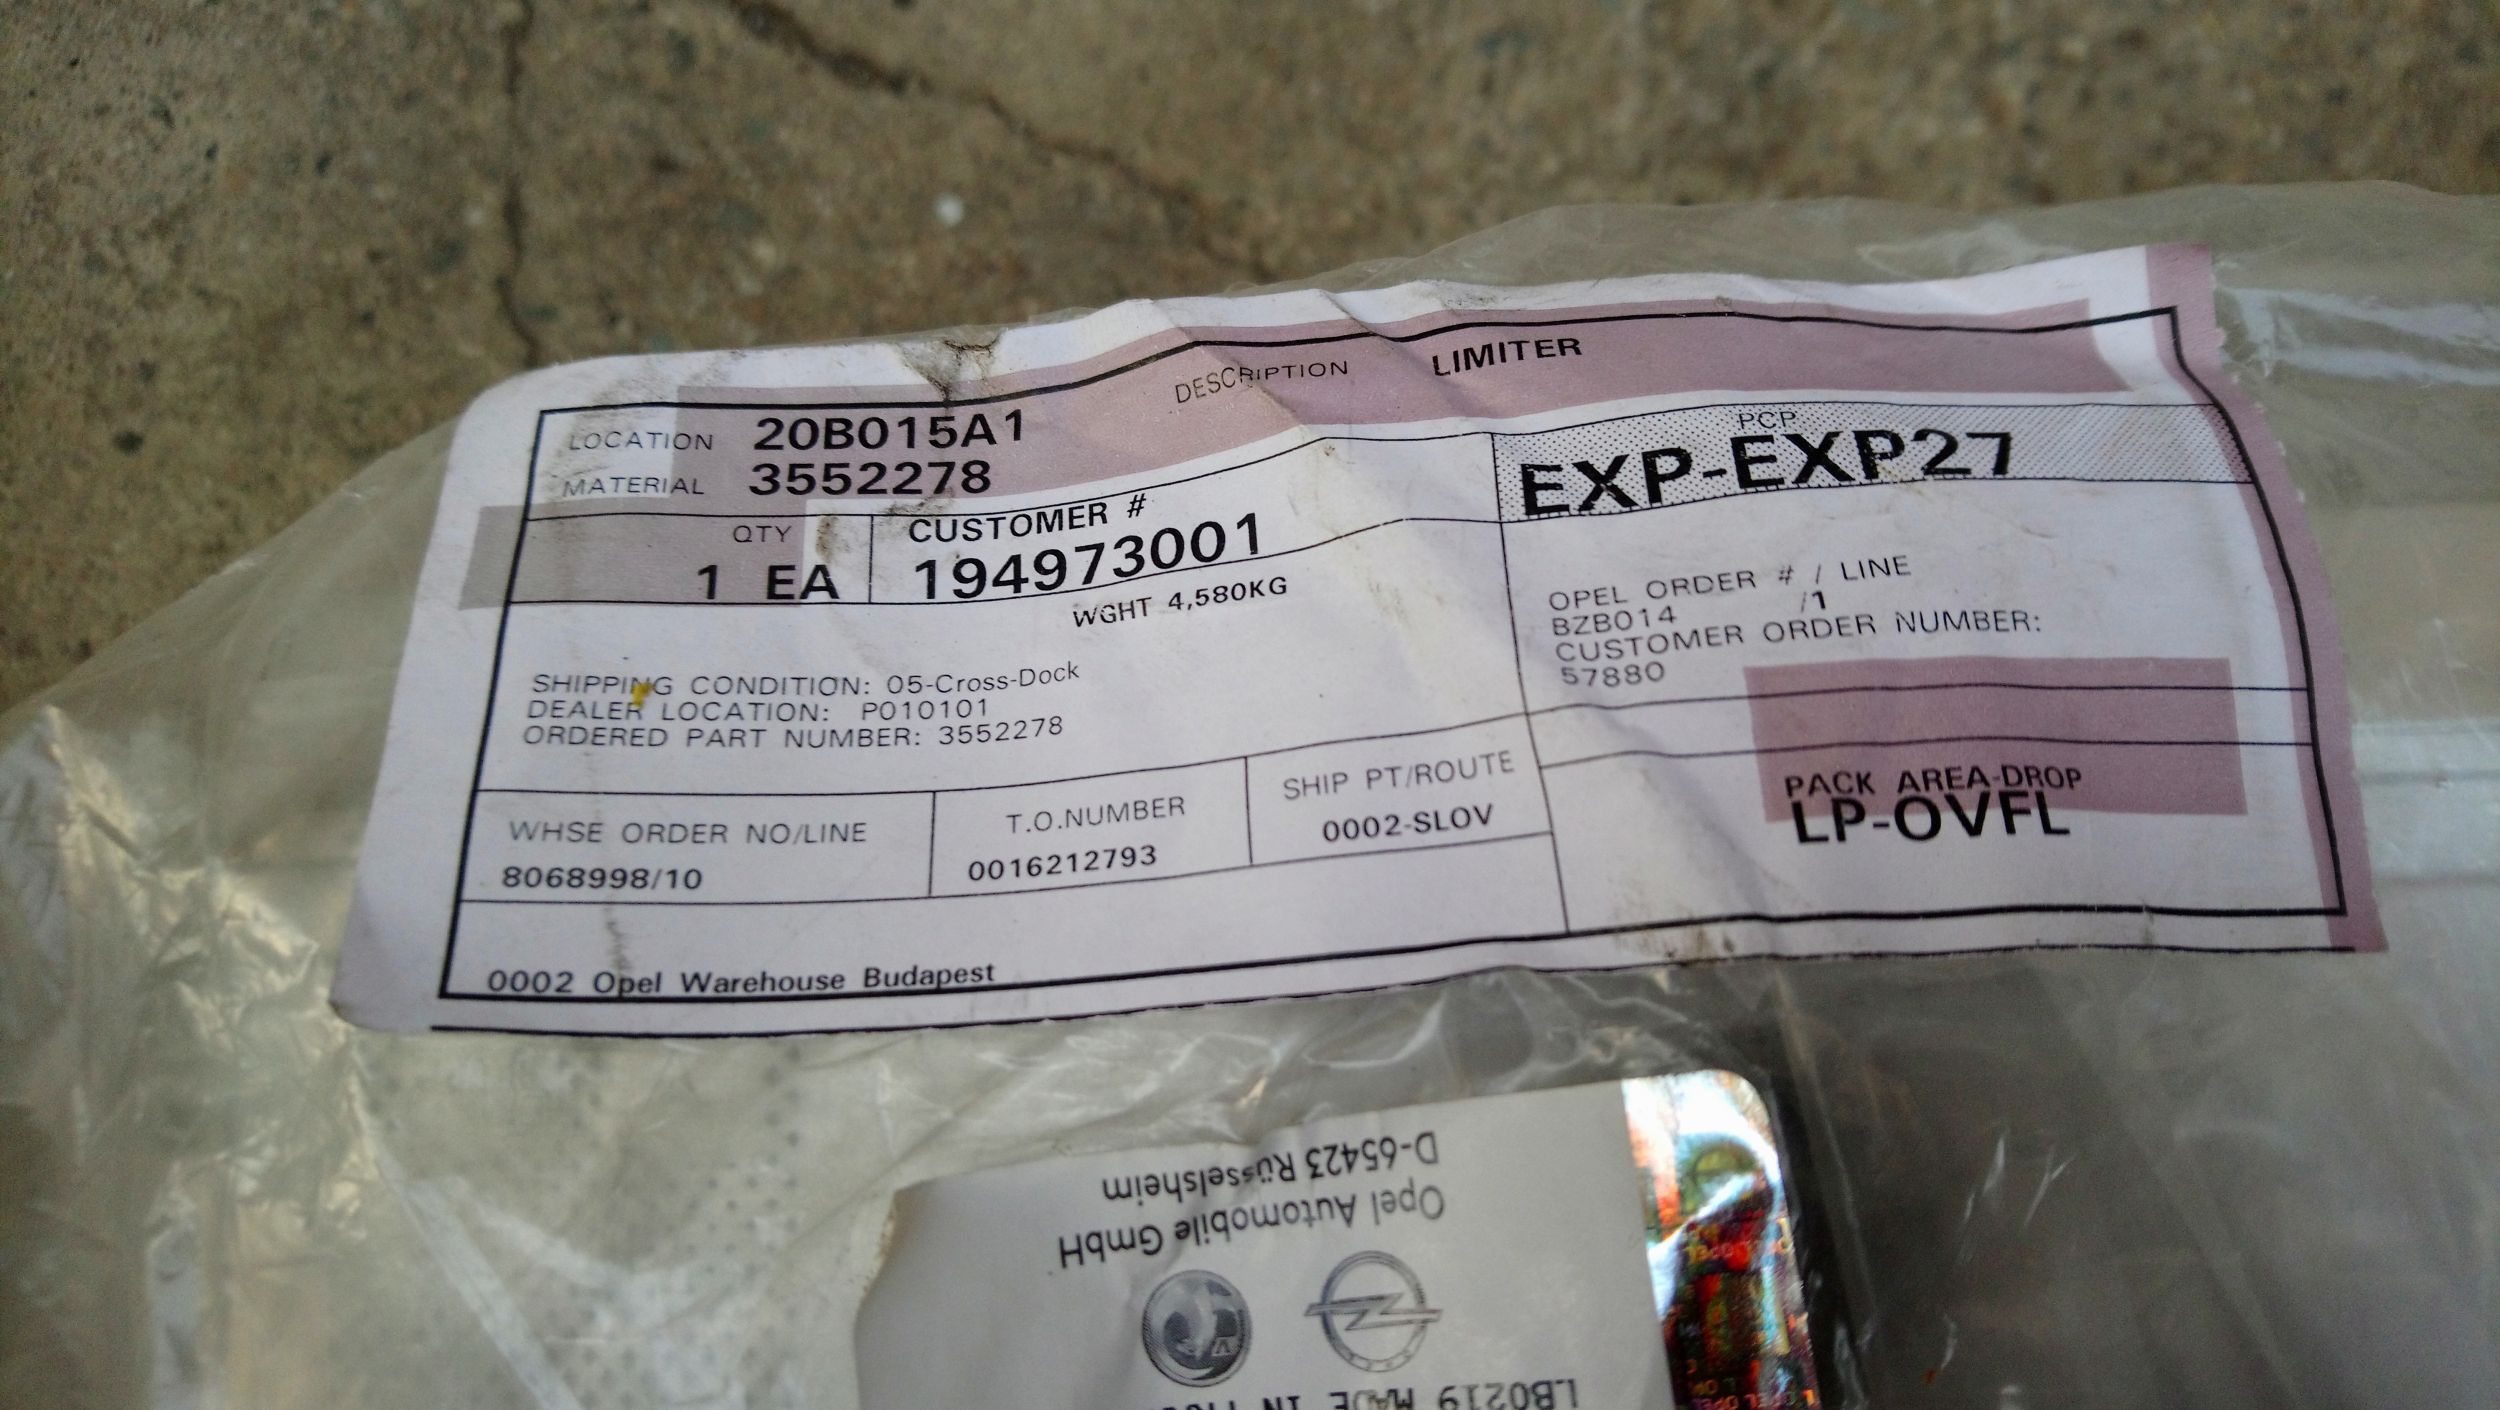 DESCRIPTION LIMITER
LOCATION 20B015A1
MATERIAL 3552278
PCP
EXP-EXP27
QTY
1 EA
CUSTOMER #
194973001
WGHT 4,580KG
OPEL ORDER # / LINE
BZB014 /1
CUSTOMER ORDER NUMBER:
57880
SHIPPING CONDITION: 05-Cross-Dock
DEALER LOCATION: P010101
ORDERED PART NUMBER: 3552278
WHSE ORDER NO/LINE
8068998/10
T.O.NUMBER
0016212793
SHIP PT/ROUTE
0002-SLOV
PACK AREA-DROP
LP-OVFL
0002 Opel Warehouse Budapest
LB0219 MADE IN
Opel Automobile GmbH
D-65423 Rüsselsheim